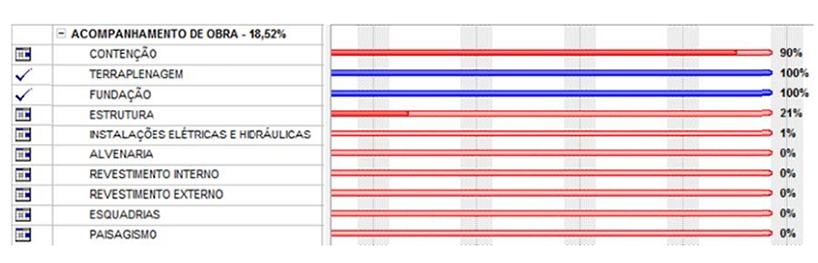 ACOMPANHAMENTO DE OBRA - 18,52%
CONTENÇÃO 90%
TERRAPLENAGEM 100%
FUNDAÇÃO 100%
ESTRUTURA 21%
INSTALAÇÕES ELÉTRICAS E HIDRÁULICAS 1%
ALVENARIA 0%
REVESTIMENTO INTERNO 0%
REVESTIMENTO EXTERNO 0%
ESQUADRIAS 0%
PAISAGISMO 0%